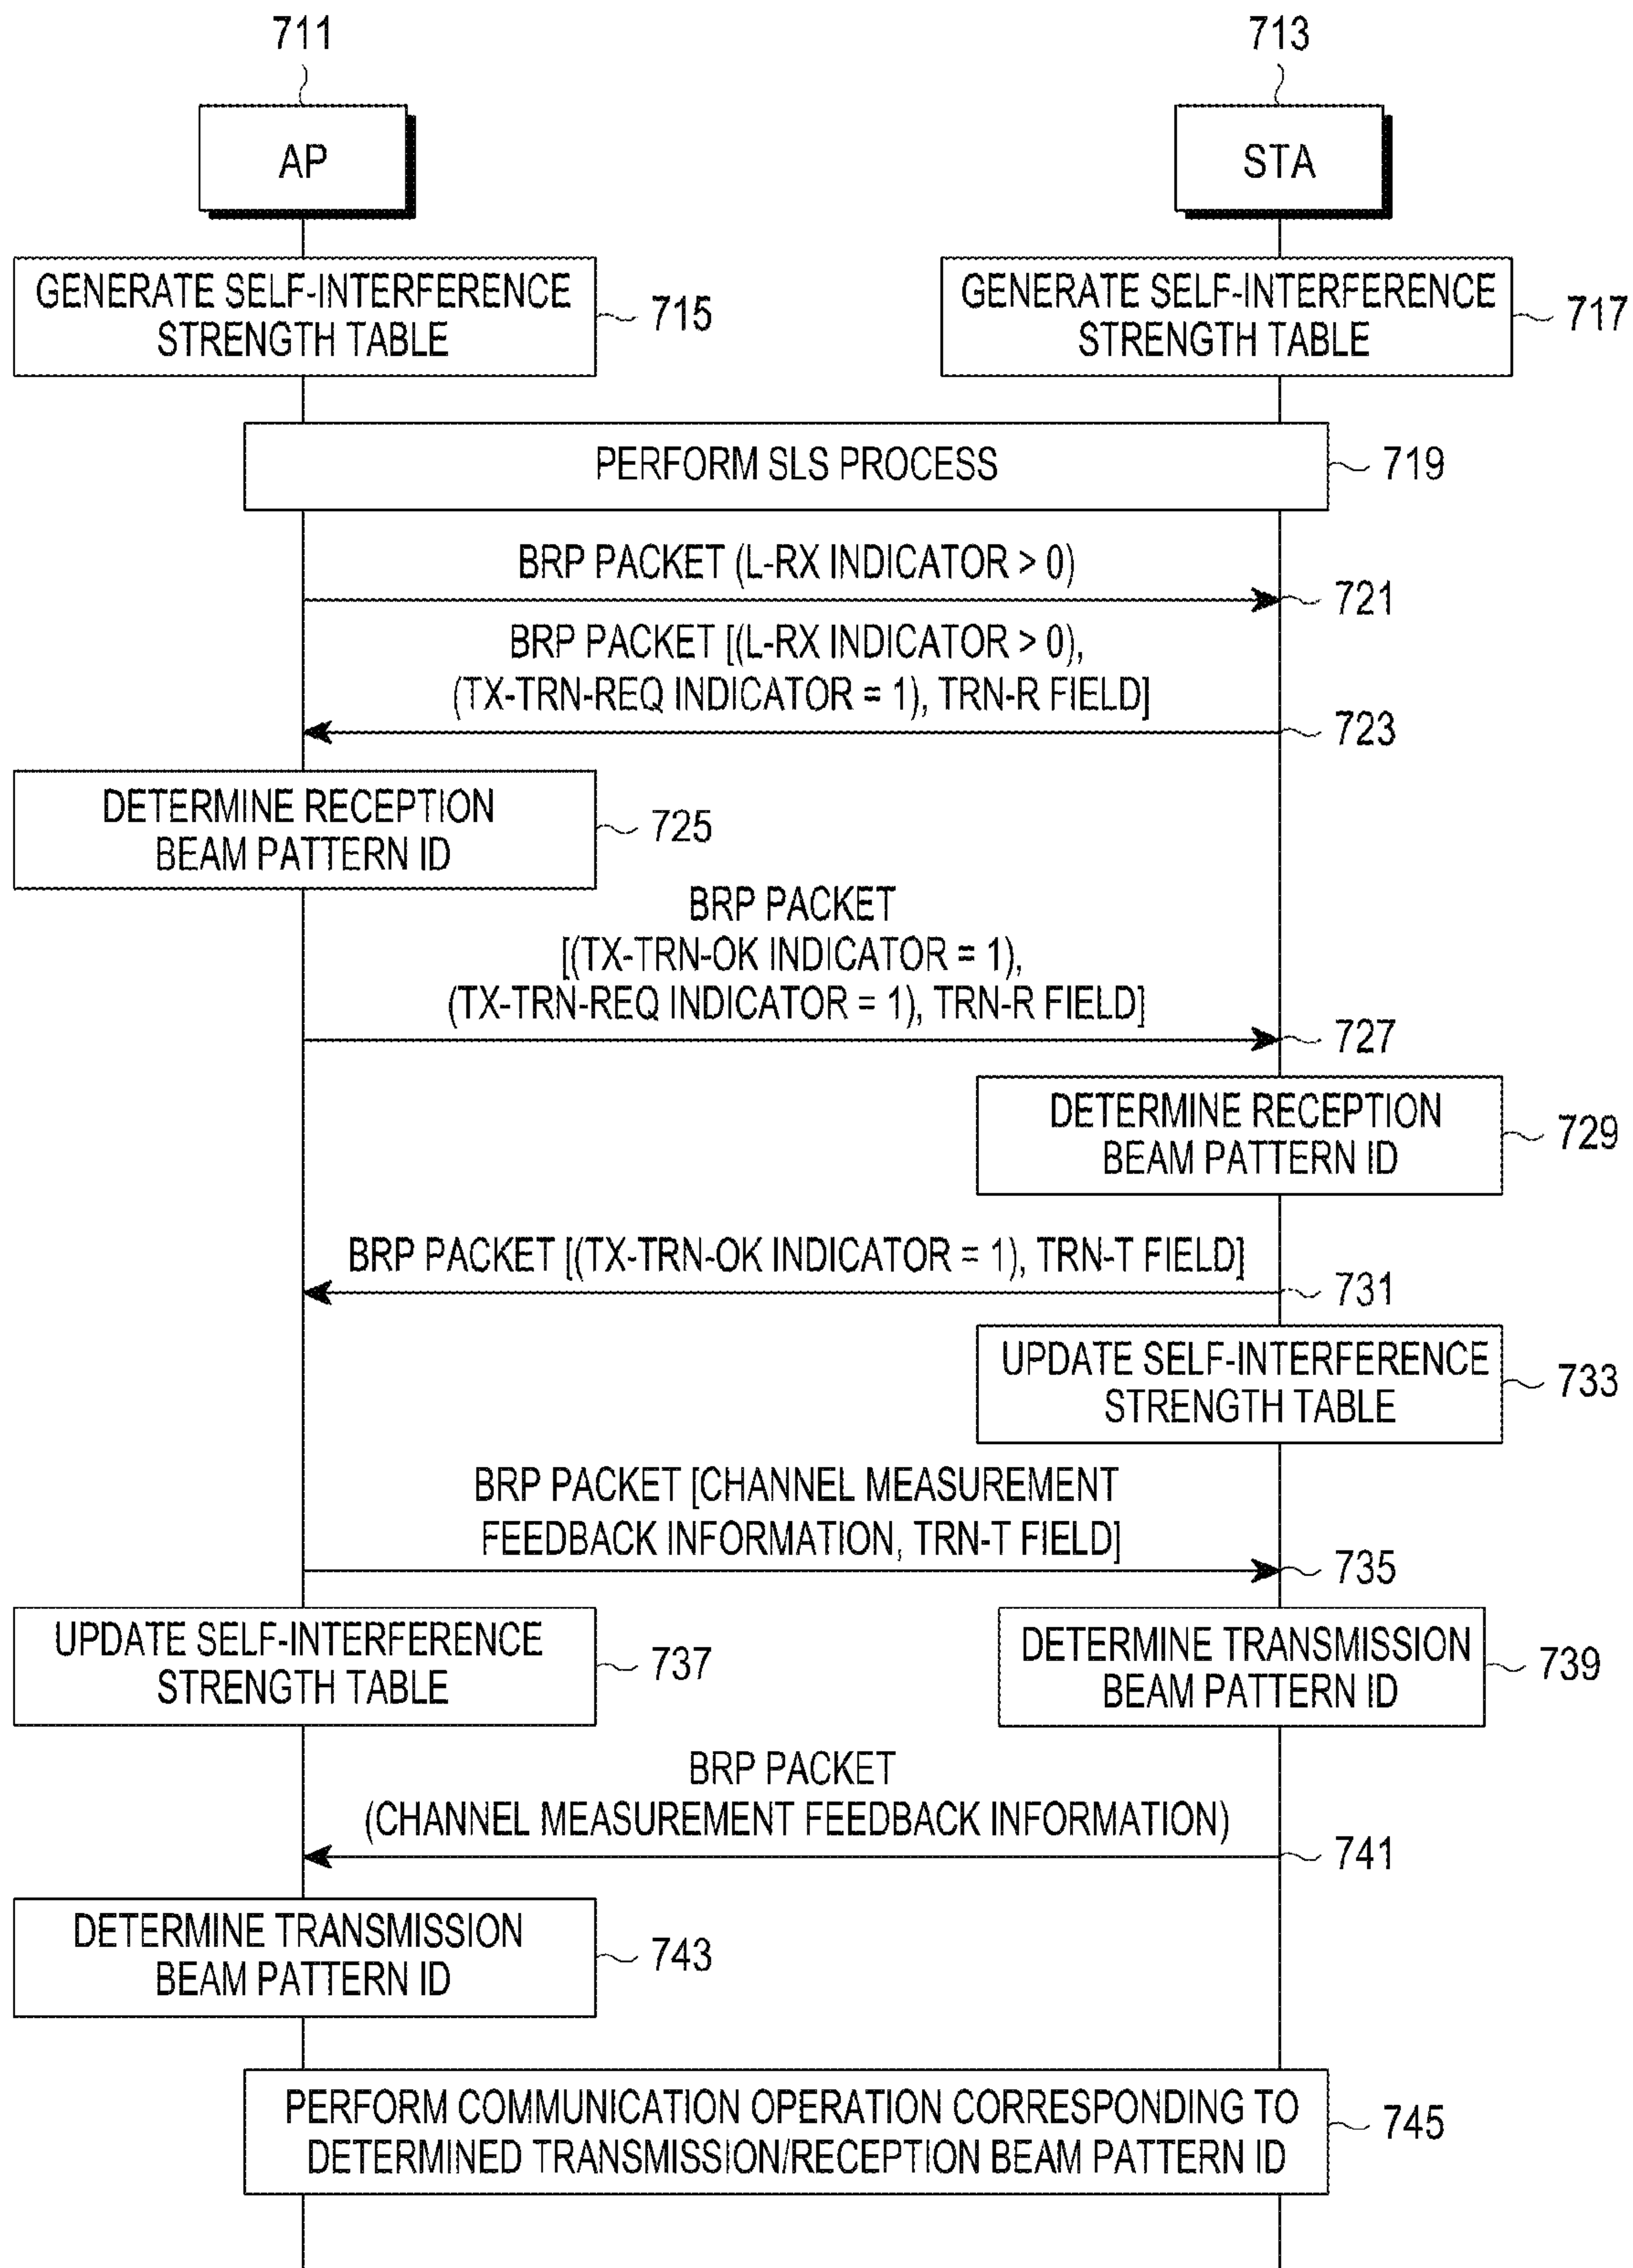 711
713
AP
STA
GENERATE SELF-INTERFERENCE
STRENGTH TABLE
715
GENERATE SELF-INTERFERENCE
STRENGTH TABLE
717
PERFORM SLS PROCESS
719
BRP PACKET (L-RX INDICATOR > 0)
721
BRP PACKET [(L-RX INDICATOR > 0),
(TX-TRN-REQ INDICATOR = 1), TRN-R FIELD]
723
DETERMINE RECEPTION
BEAM PATTERN ID
725
BRP PACKET
[(TX-TRN-OK INDICATOR = 1),
(TX-TRN-REQ INDICATOR = 1), TRN-R FIELD]
727
DETERMINE RECEPTION
BEAM PATTERN ID
729
BRP PACKET [(TX-TRN-OK INDICATOR = 1), TRN-T FIELD]
731
UPDATE SELF-INTERFERENCE
STRENGTH TABLE
733
BRP PACKET [CHANNEL MEASUREMENT
FEEDBACK INFORMATION, TRN-T FIELD]
735
UPDATE SELF-INTERFERENCE
STRENGTH TABLE
737
DETERMINE TRANSMISSION
BEAM PATTERN ID
739
BRP PACKET
(CHANNEL MEASUREMENT FEEDBACK INFORMATION)
741
DETERMINE TRANSMISSION
BEAM PATTERN ID
743
PERFORM COMMUNICATION OPERATION CORRESPONDING TO
DETERMINED TRANSMISSION/RECEPTION BEAM PATTERN ID
745